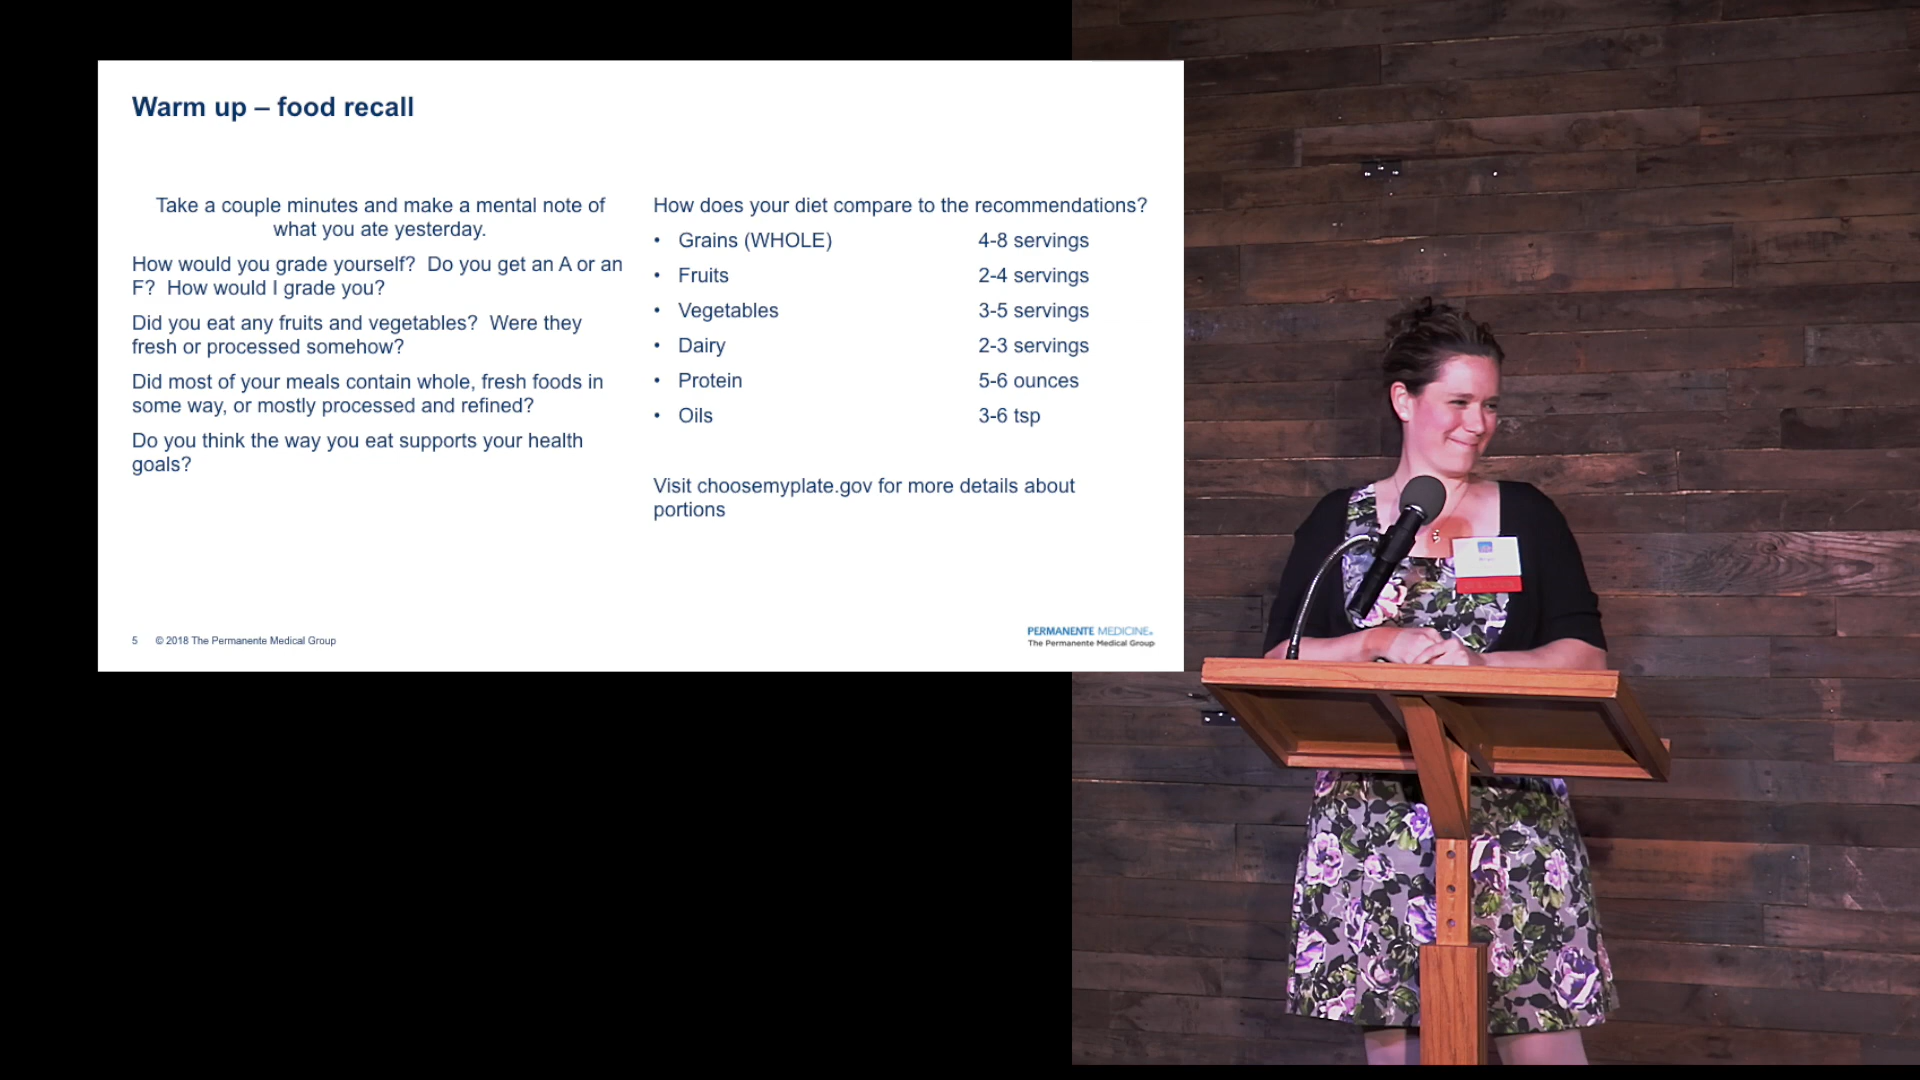 Warm up – food recall
Take a couple minutes and make a mental note of
what you ate yesterday.
How would you grade yourself?  Do you get an A or an
F?  How would I grade you?
Did you eat any fruits and vegetables?  Were they
fresh or processed somehow?
Did most of your meals contain whole, fresh foods in
some way, or mostly processed and refined?
Do you think the way you eat supports your health
goals?
How does your diet compare to the recommendations?
• Grains (WHOLE) 4-8 servings
• Fruits 2-4 servings
• Vegetables 3-5 servings
• Dairy 2-3 servings
• Protein 5-6 ounces
• Oils 3-6 tsp
Visit choosemyplate.gov for more details about
portions
5 © 2018 The Permanente Medical Group
PERMANENTE MEDICINE®
The Permanente Medical Group